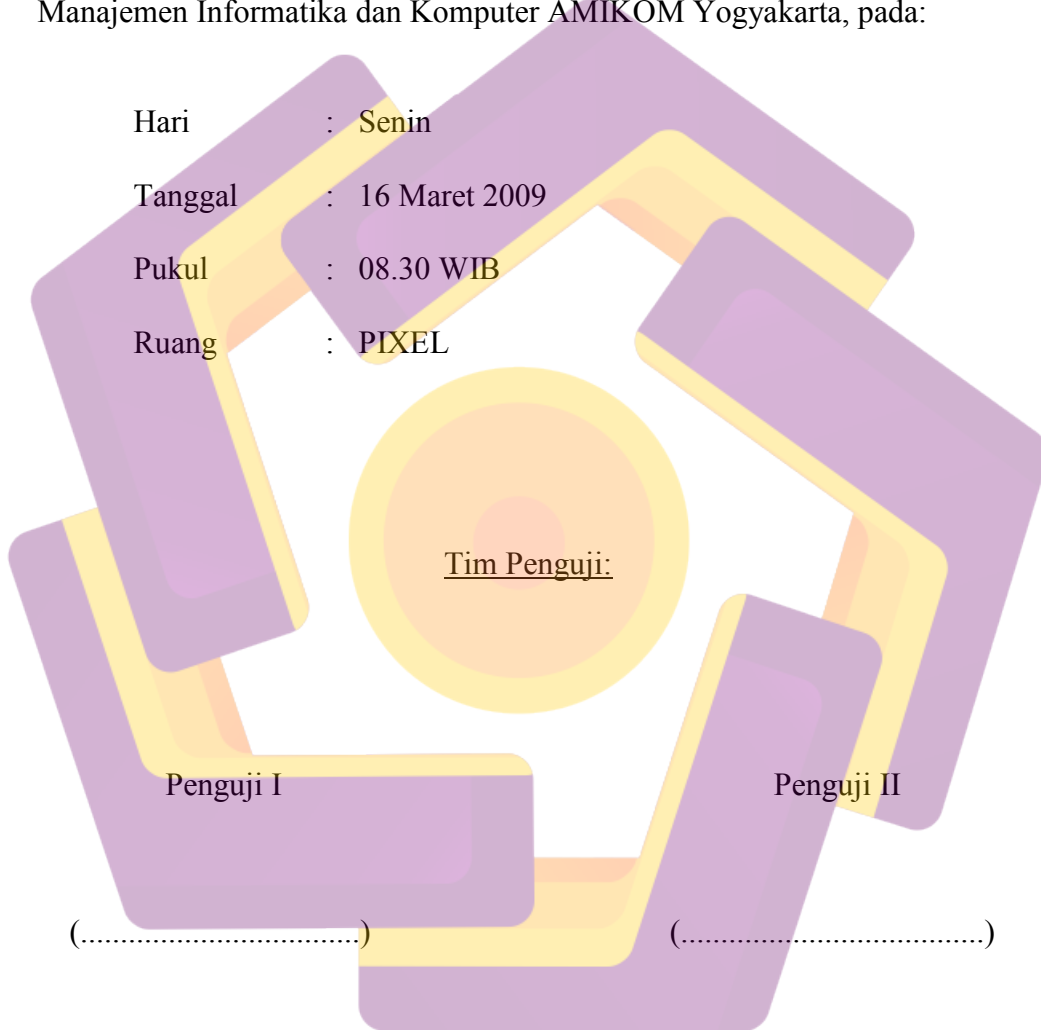 Manajemen Informatika dan Komputer AMIKOM Yogyakarta, pada:
Hari : Senin
Tanggal : 16 Maret 2009
Pukul : 08.30 WIB
Ruang : PIXEL
Tim Penguji:
Penguji I Penguji II
(....................................) (.......................................)